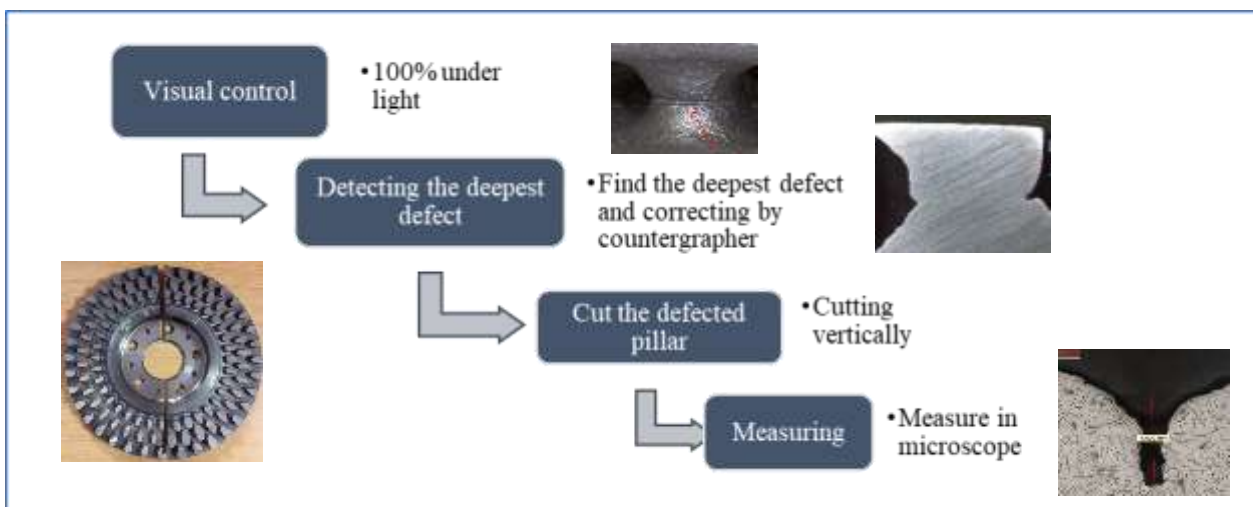 Visual control
•100% under
light
Detecting the deepest
defect
•Find the deepest defect
and correcting by
countergrapher
Cut the defected
pillar
•Cutting
vertically
Measuring
•Measure in
microscope